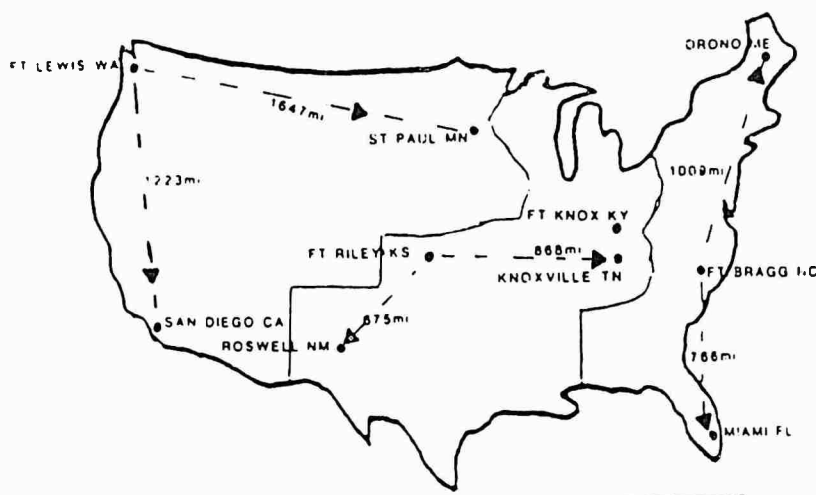 ORONO ME
FT LEWIS WA
1647mi
ST PAUL MN
1223mi
1009mi
FT KNOX KY
FT RILEY KS
868mi
KNOXVILLE TN
FT BRAGG NC
SAN DIEGO CA
675mi
ROSWELL NM
766mi
MIAMI FL